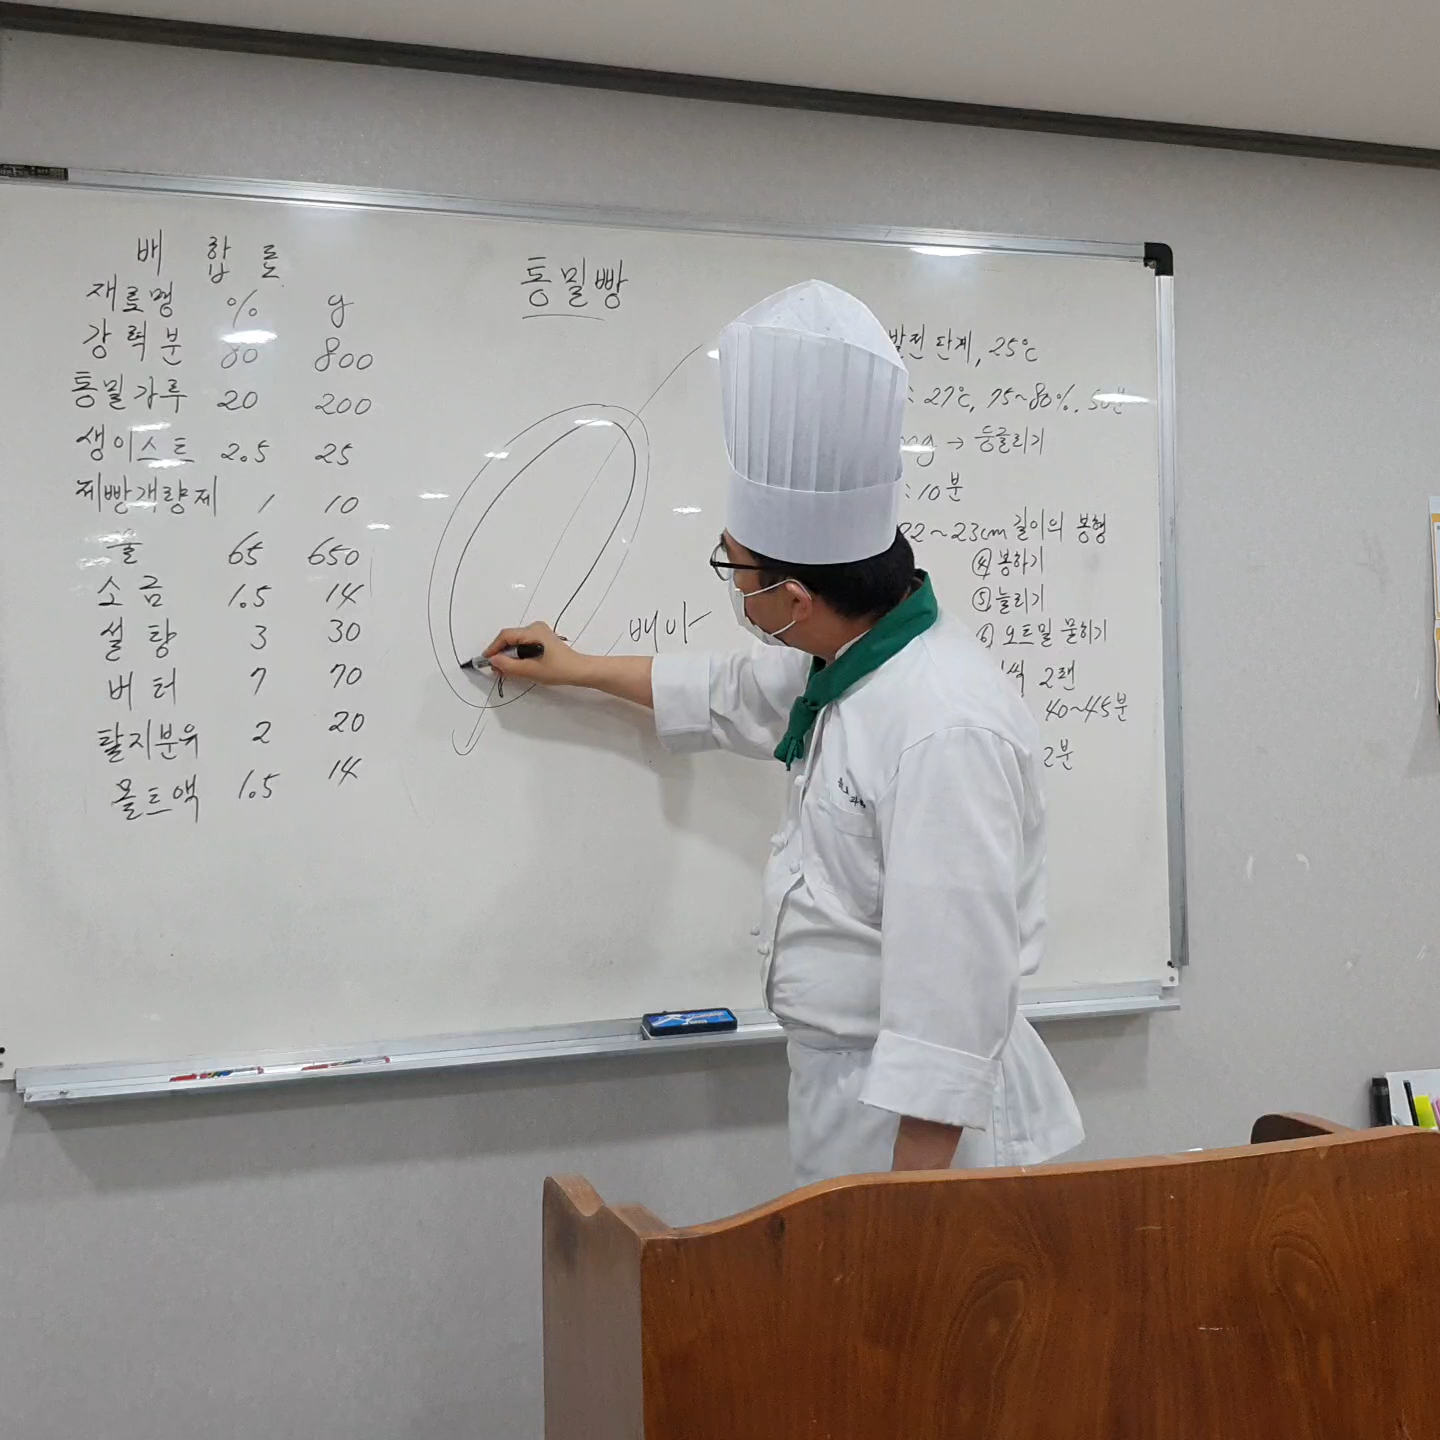 배합률
재료명 % g
강력분 80 800
통밀가루 20 200
생이스트 2.5 25
제빵개량제 1 10
물 65 650
소금 1.5 14
설탕 3 30
버터 7 70
탈지분유 2 20
몰트액 1.5 14
통밀빵
배아
발전단계, 25℃
: 27℃, 75~80%, 50분
ng → 둥글리기
: 10분
22~23cm 길이의 봉형
④ 봉하기
⑤ 늘리기
⑥ 오트밀 묻히기
씩 2팬
40~45분
2분